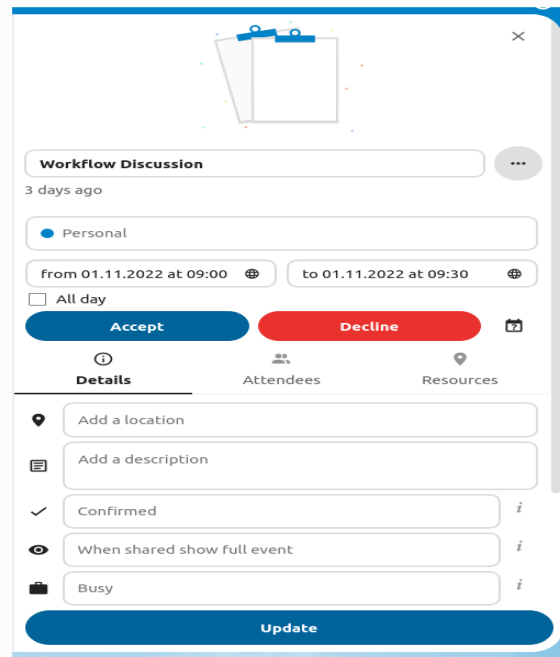 Workflow Discussion
3 days ago
Personal
from 01.11.2022 at 09:00
to 01.11.2022 at 09:30
All day
Accept
Decline
Details
Attendees
Resources
Add a location
Add a description
Confirmed
When shared show full event
Busy
Update